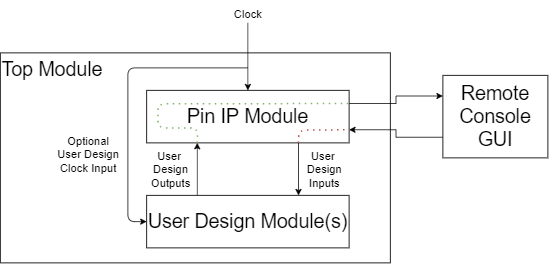 Clock
Top Module
Pin IP Module
Remote
Console
GUI
Optional
User Design
Clock Input
User
Design
Outputs
User
Design
Inputs
User Design Module(s)